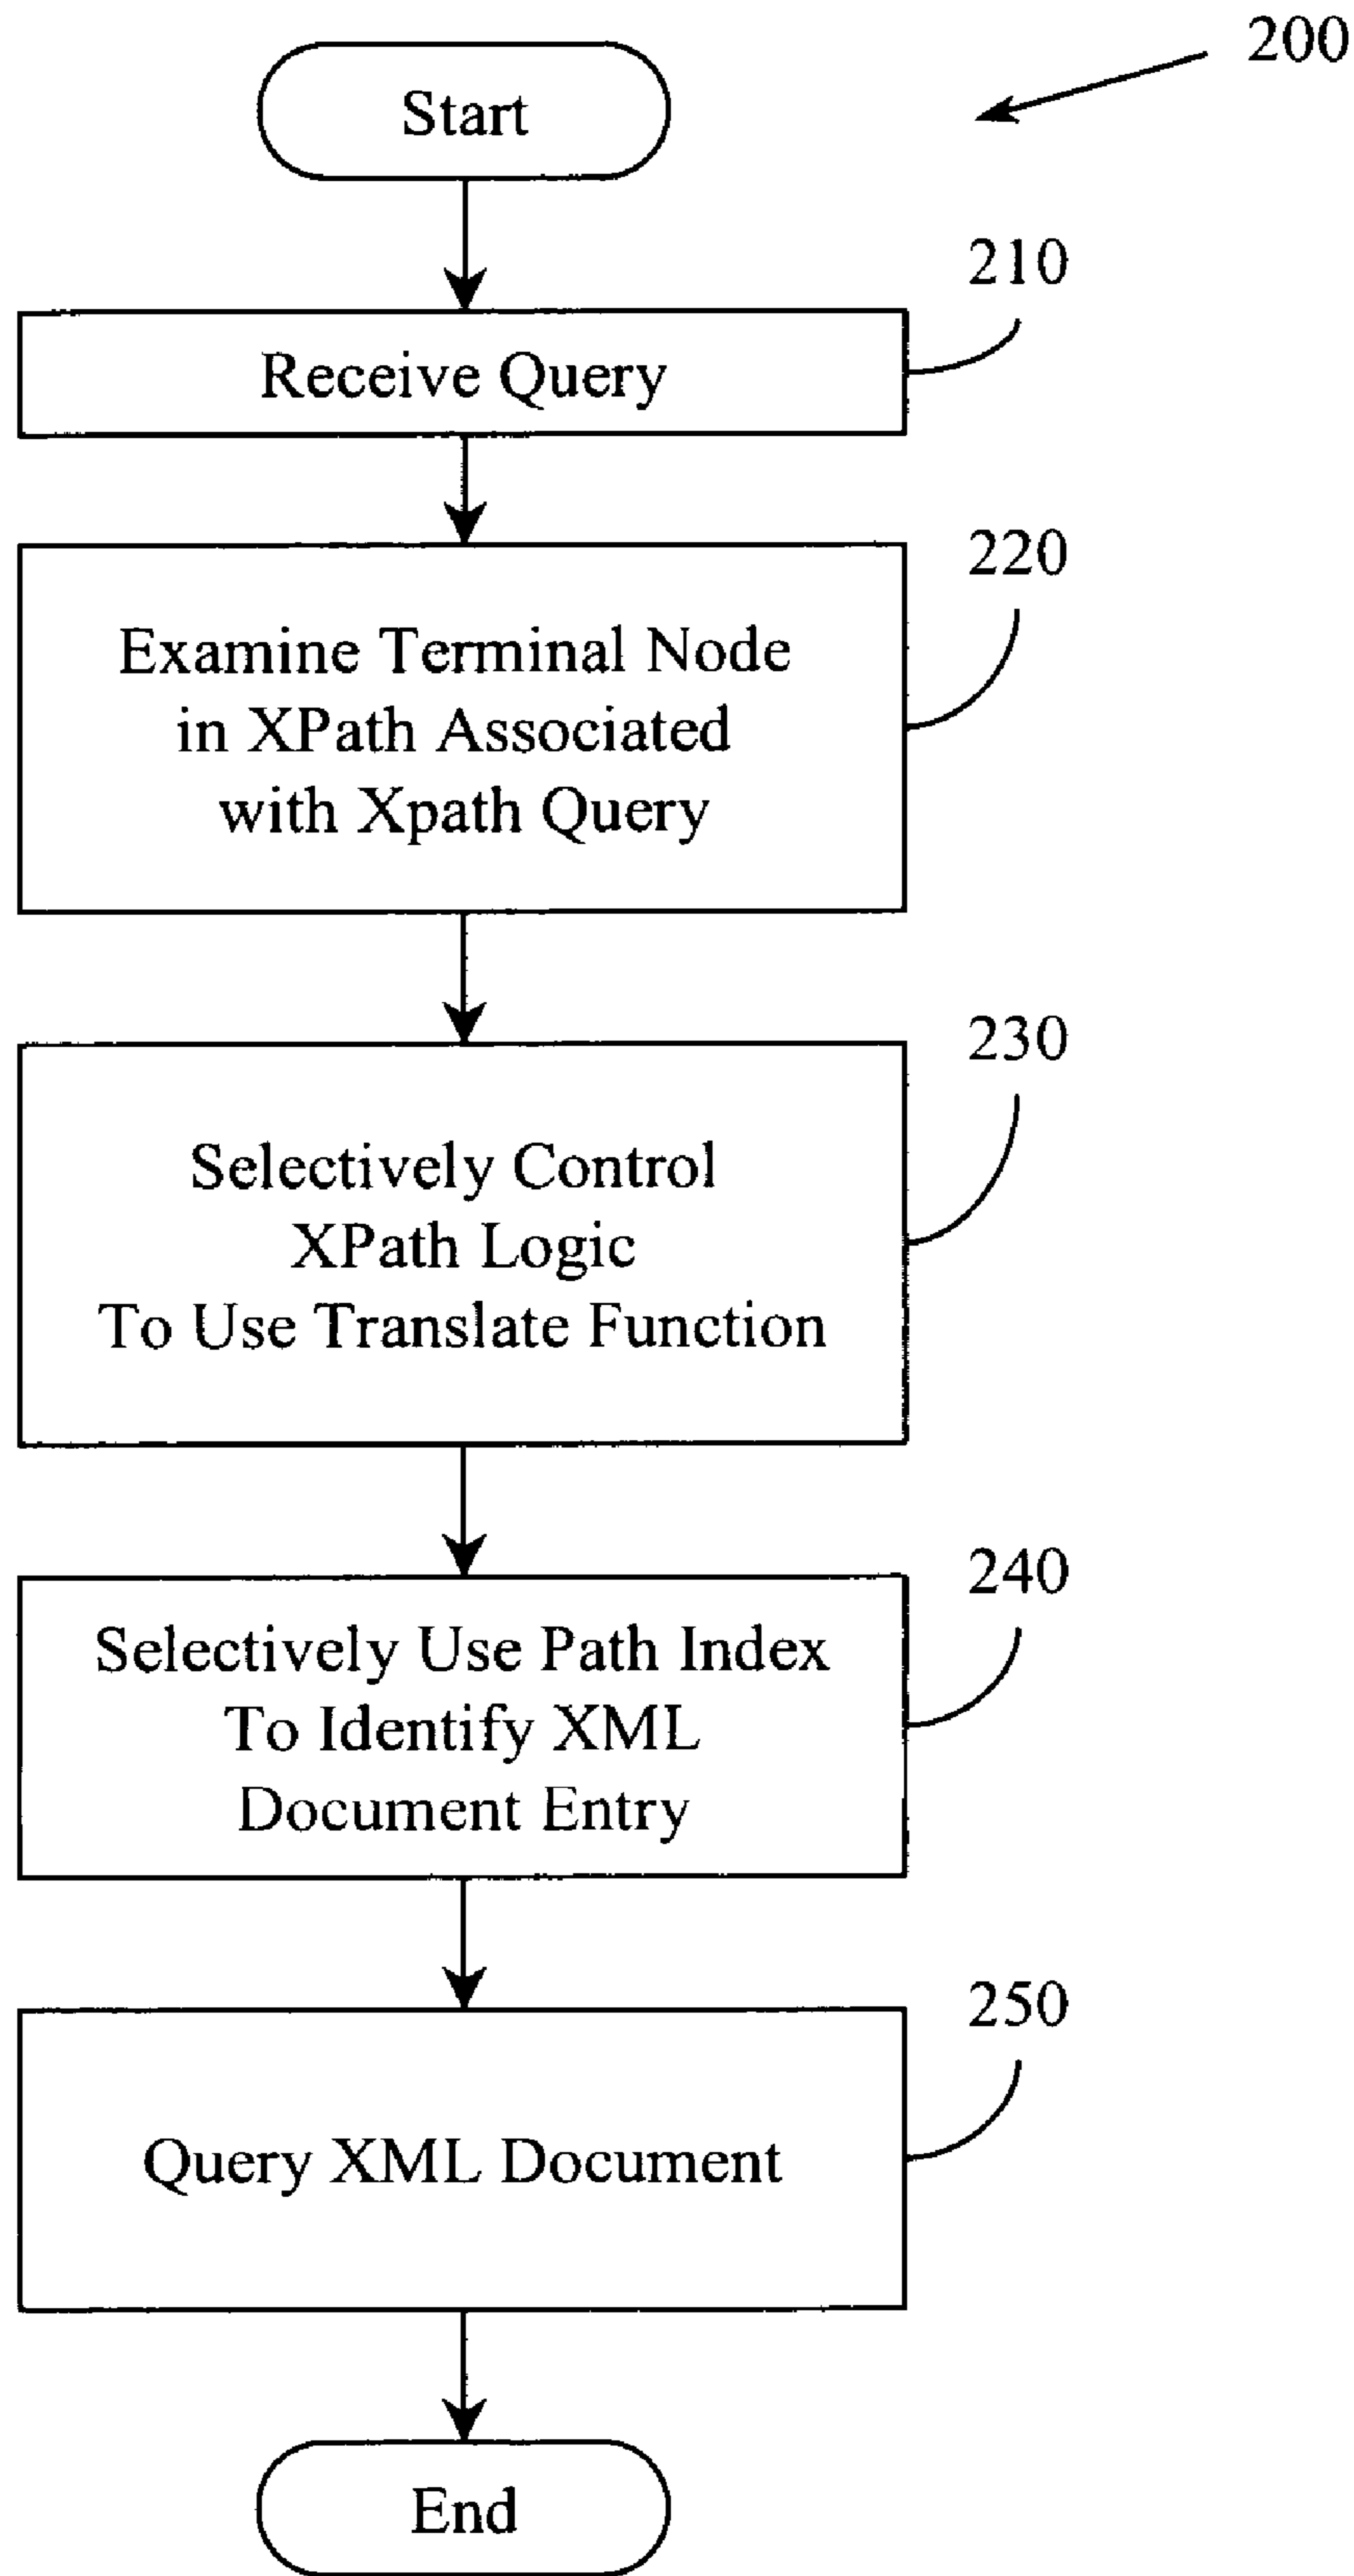 200
Start
210
Receive Query
220
Examine Terminal Node
in XPath Associated
with Xpath Query
230
Selectively Control
XPath Logic
To Use Translate Function
240
Selectively Use Path Index
To Identify XML
Document Entry
250
Query XML Document
End